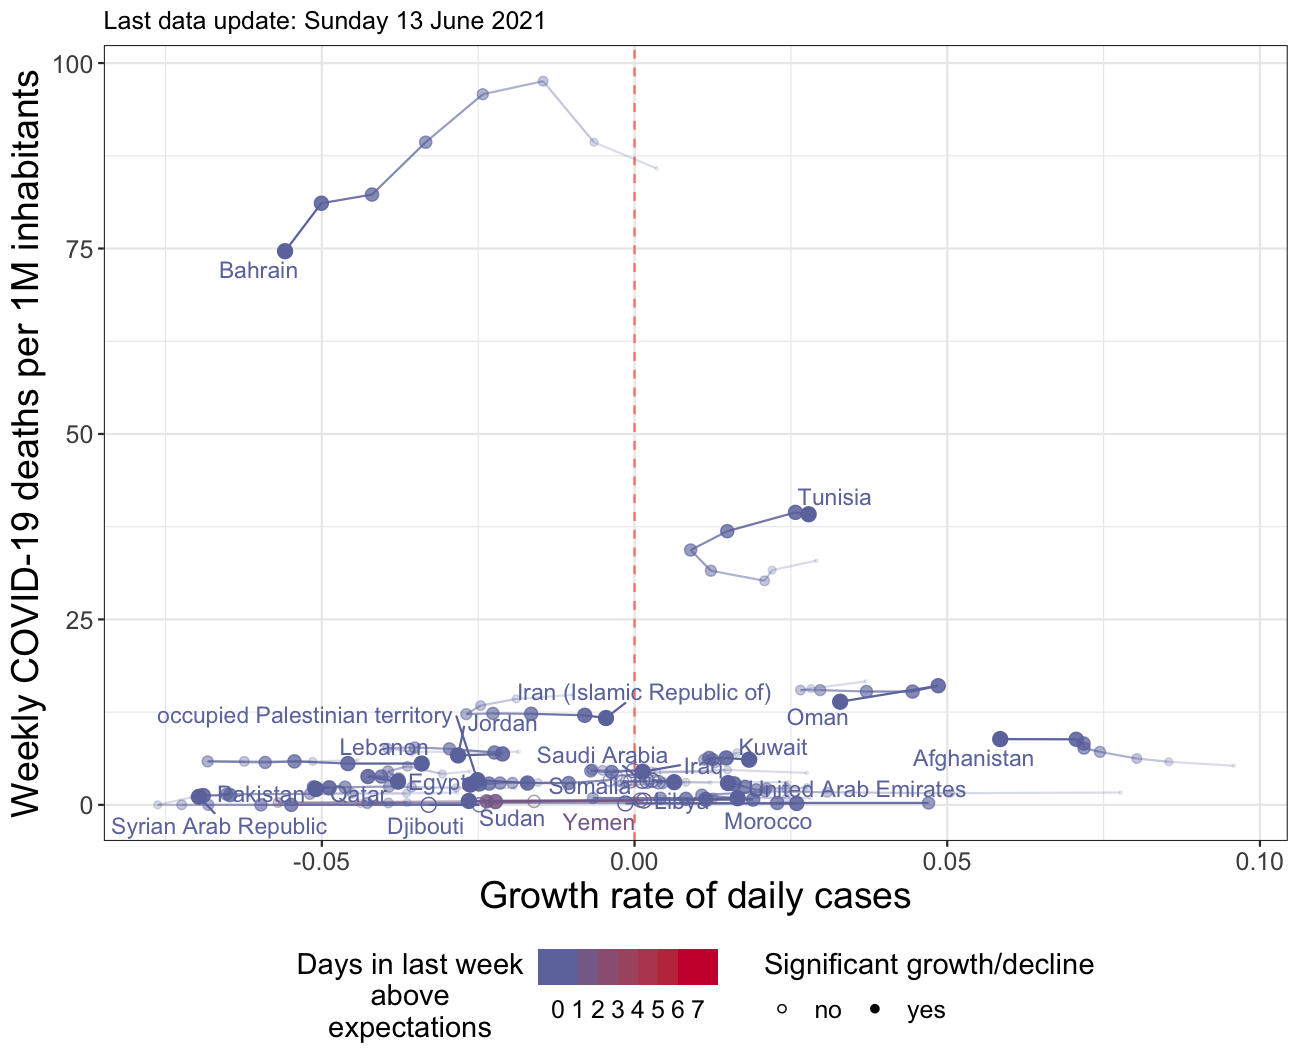 Last data update: Sunday 13 June 2021
Weekly COVID-19 deaths per 1M inhabitants
100
75
50
25
0
Bahrain
Tunisia
Iran (Islamic Republic of)
occupied Palestinian territory
Jordan
Oman
Lebanon
Saudi Arabia
Kuwait
Iraq
Afghanistan
Egypt
Somalia
United Arab Emirates
Pakistan
Qatar
Libya
Syrian Arab Republic
Djibouti
Sudan
Yemen
Morocco
-0.05
0.00
0.05
0.10
Growth rate of daily cases
Days in last week
above
expectations
0 1 2 3 4 5 6 7
Significant growth/decline
no
yes